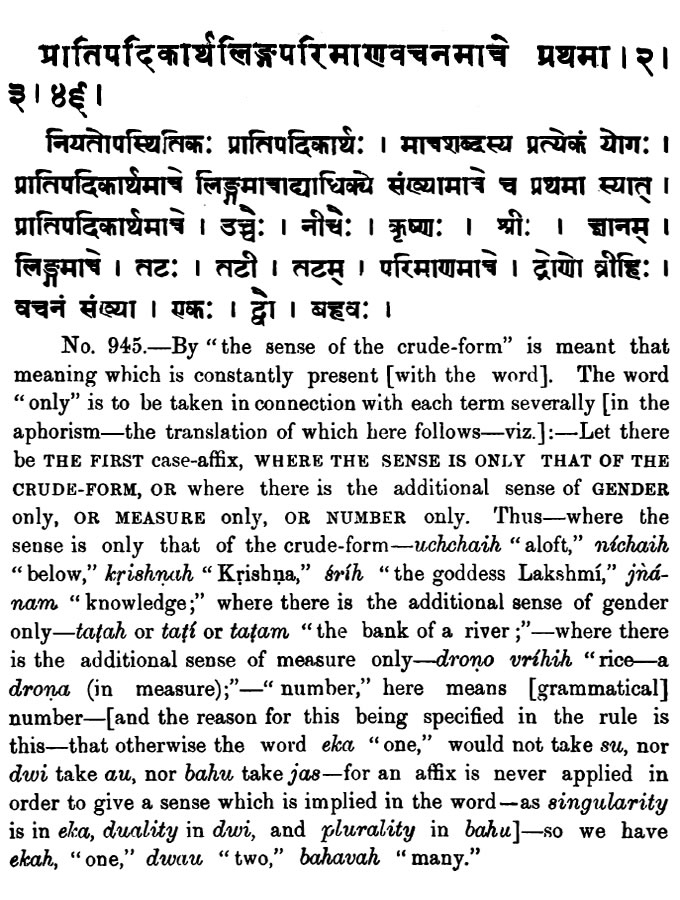 प्रातिपदिकार्थलिङ्गपरिमाणवचनमाचे प्रथमा । २ ।
३ । ४६ ।
नियतोपस्थितिकः प्रातिपदिकार्थः । मात्रशब्दस्य प्रत्येकं योगः ।
प्रातिपदिकार्थमात्रे लिङ्गमात्राद्याधिक्ये संख्यामात्रे च प्रथमा स्यात् ।
प्रातिपदिकार्थमात्रे । उच्चैः । नीचैः । कृष्णः । श्रीः । ज्ञानम् ।
लिङ्गमात्रे । तटः । तटी । तटम् । परिमाणमात्रे । द्रोणो व्रीहिः ।
वचनं संख्या । एकः । द्वौ । बहवः ।
No. 945.—By “the sense of the crude-form” is meant that
meaning which is constantly present [with the word]. The word
“only” is to be taken in connection with each term severally [in the
aphorism—the translation of which here follows—viz.]:—Let there
be THE FIRST case-affix, WHERE THE SENSE IS ONLY THAT OF THE
CRUDE-FORM, OR where there is the additional sense of GENDER
only, OR MEASURE only, OR NUMBER only. Thus—where the
sense is only that of the crude-form—uchchaih “aloft,” níchaih
“below,” kṛishṇah “Kṛishṇa,” śríh “the goddess Lakshmí,” jñá-
nam “knowledge;” where there is the additional sense of gender
only—taṭah or taṭí or taṭam “the bank of a river;”—where there
is the additional sense of measure only—droṇo vríhih “rice—a
droṇa (in measure);”—“number,” here means [grammatical]
number—[and the reason for this being specified in the rule is
this—that otherwise the word eka “one,” would not take su, nor
dwi take au, nor bahu take jas—for an affix is never applied in
order to give a sense which is implied in the word—as singularity
is in eka, duality in dwi, and plurality in bahu]—so we have
ekah, “one,” dwau “two,” bahavah “many.”